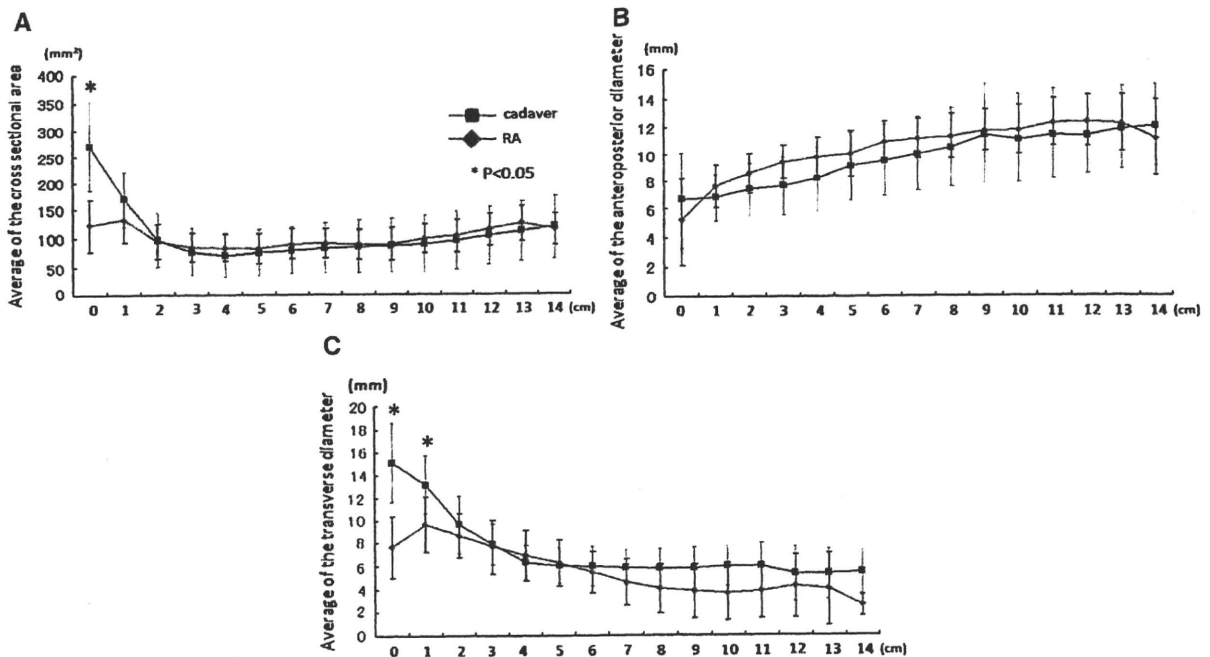 A
(mm²)
Average of the cross sectional area
400
350
300
250
200
150
100
50
0
*
cadaver
RA
* P<0.05
0 1 2 3 4 5 6 7 8 9 10 11 12 13 14 (cm)
B
(mm)
Average of the anteroposterior diameter
16
14
12
10
8
6
4
2
0
0 1 2 3 4 5 6 7 8 9 10 11 12 13 14 (cm)
C
(mm)
Average of the transverse diameter
20
18
16
14
12
10
8
6
4
2
0
*
*
0 1 2 3 4 5 6 7 8 9 10 11 12 13 14 (cm)